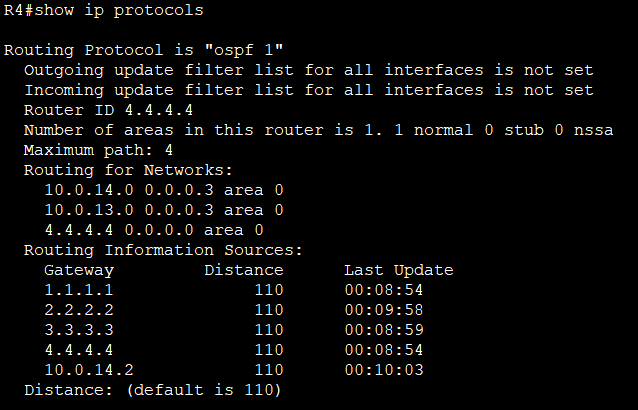 R4#show ip protocols
Routing Protocol is "ospf 1"
Outgoing update filter list for all interfaces is not set
Incoming update filter list for all interfaces is not set
Router ID 4.4.4.4
Number of areas in this router is 1. 1 normal 0 stub 0 nssa
Maximum path: 4
Routing for Networks:
10.0.14.0 0.0.0.3 area 0
10.0.13.0 0.0.0.3 area 0
4.4.4.4 0.0.0.0 area 0
Routing Information Sources:
Gateway Distance Last Update
1.1.1.1 110 00:08:54
2.2.2.2 110 00:09:58
3.3.3.3 110 00:08:59
4.4.4.4 110 00:08:54
10.0.14.2 110 00:10:03
Distance: (default is 110)